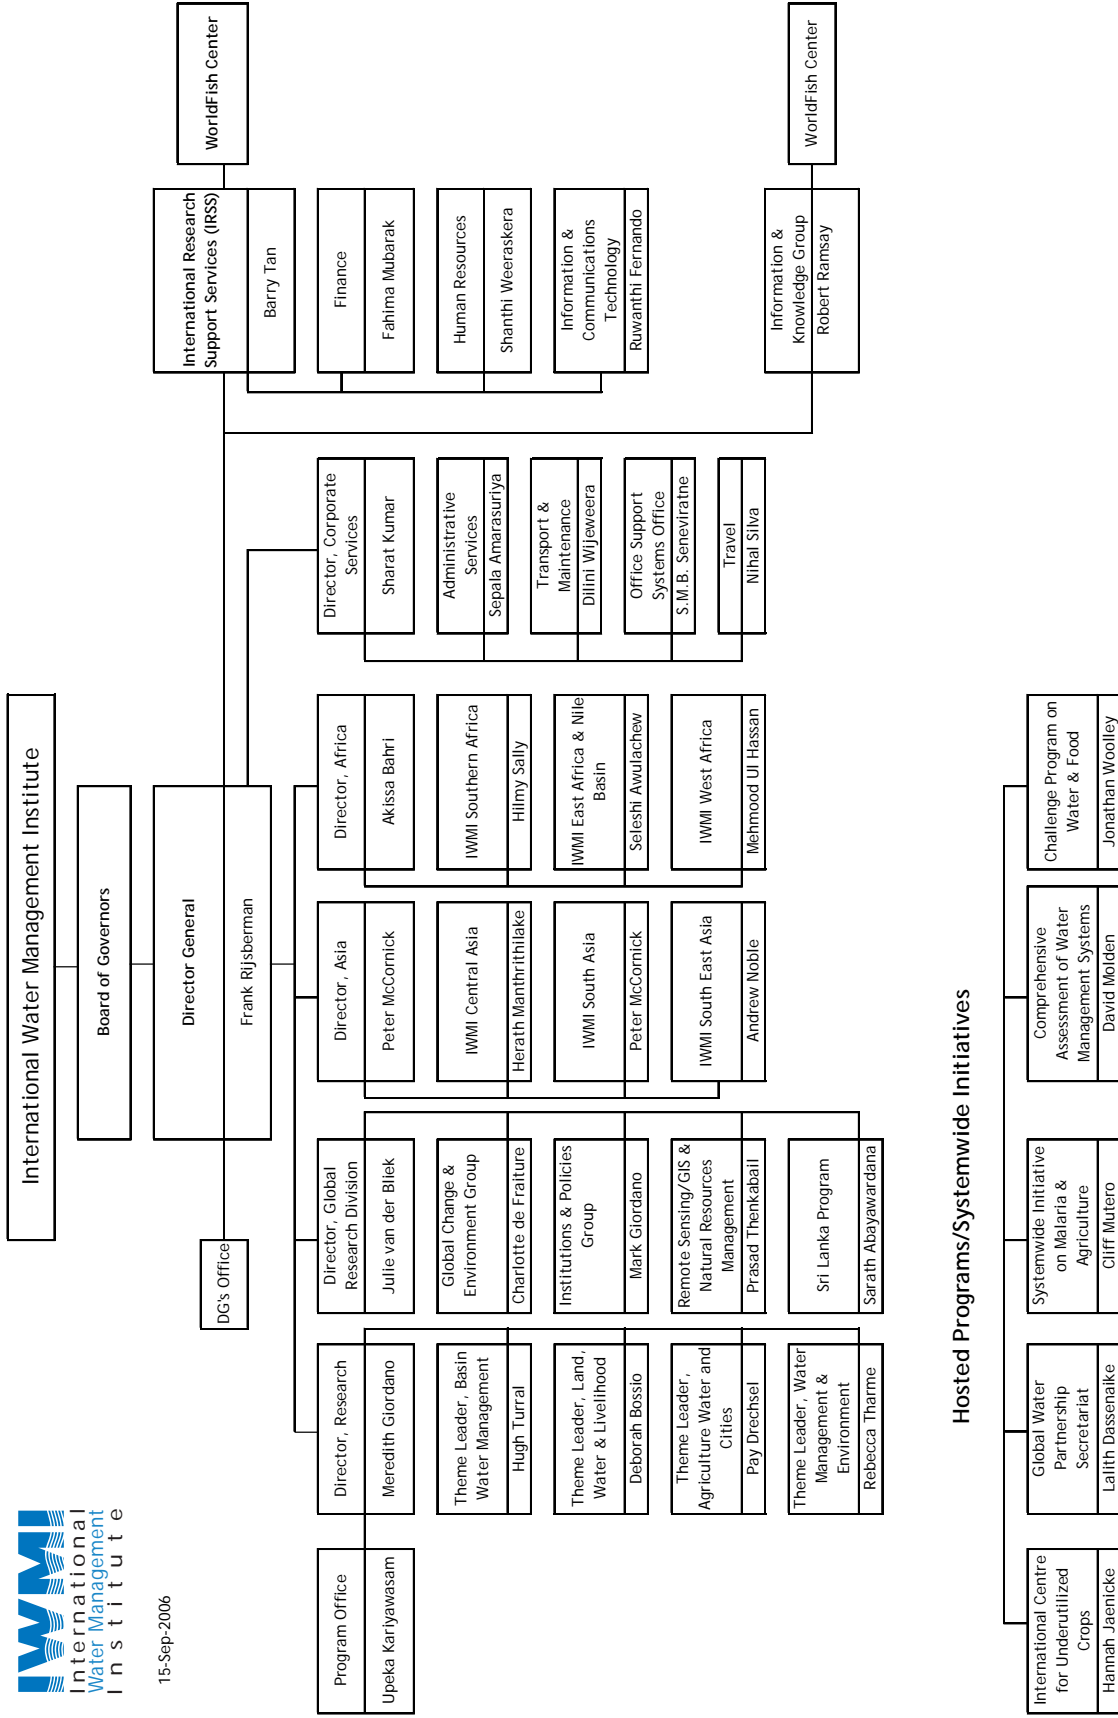 IWMI
International
Water Management
Institute
15-Sep-2006
International Water Management Institute
Board of Governors
Director General
Frank Rijsberman
DG's Office
International Research
Support Services (IRSS)
Barry Tan
WorldFish Center
Program Office
Upeka Kariyawasam
Director, Research
Meredith Giordano
Theme Leader, Basin
Water Management
Hugh Turral
Theme Leader, Land,
Water & Livelihood
Deborah Bossio
Theme Leader,
Agriculture Water and
Cities
Pay Drechsel
Theme Leader, Water
Management &
Environment
Rebecca Tharme
Director, Global
Research Division
Julie van der Bliek
Global Change &
Environment Group
Charlotte de Fraiture
Institutions & Policies
Group
Mark Giordano
Remote Sensing/GIS &
Natural Resources
Management
Prasad Thenkabail
Sri Lanka Program
Sarath Abayawardana
Director, Asia
Peter McCornick
IWMI Central Asia
Herath Manthrithilake
IWMI South Asia
Peter McCornick
IWMI South East Asia
Andrew Noble
Director, Africa
Akissa Bahri
IWMI Southern Africa
Hilmy Sally
IWMI East Africa & Nile
Basin
Seleshi Awulachew
IWMI West Africa
Mehmood Ul Hassan
Director, Corporate
Services
Sharat Kumar
Administrative
Services
Sepala Amarasuriya
Transport &
Maintenance
Dilini Wijeweera
Office Support
Systems Office
S.M.B. Seneviratne
Travel
Nihal Silva
Finance
Fahima Mubarak
Human Resources
Shanthi Weeraskera
Information &
Communications
Technology
Ruwanthi Fernando
Information &
Knowledge Group
Robert Ramsay
WorldFish Center
Hosted Programs/Systemwide Initiatives
International Centre
for Underutilized
Crops
Hannah Jaenicke
Global Water
Partnership
Secretariat
Lalith Dassenaike
Systemwide Initiative
on Malaria &
Agriculture
Cliff Mutero
Comprehensive
Assessment of Water
Management Systems
David Molden
Challenge Program on
Water & Food
Jonathan Woolley